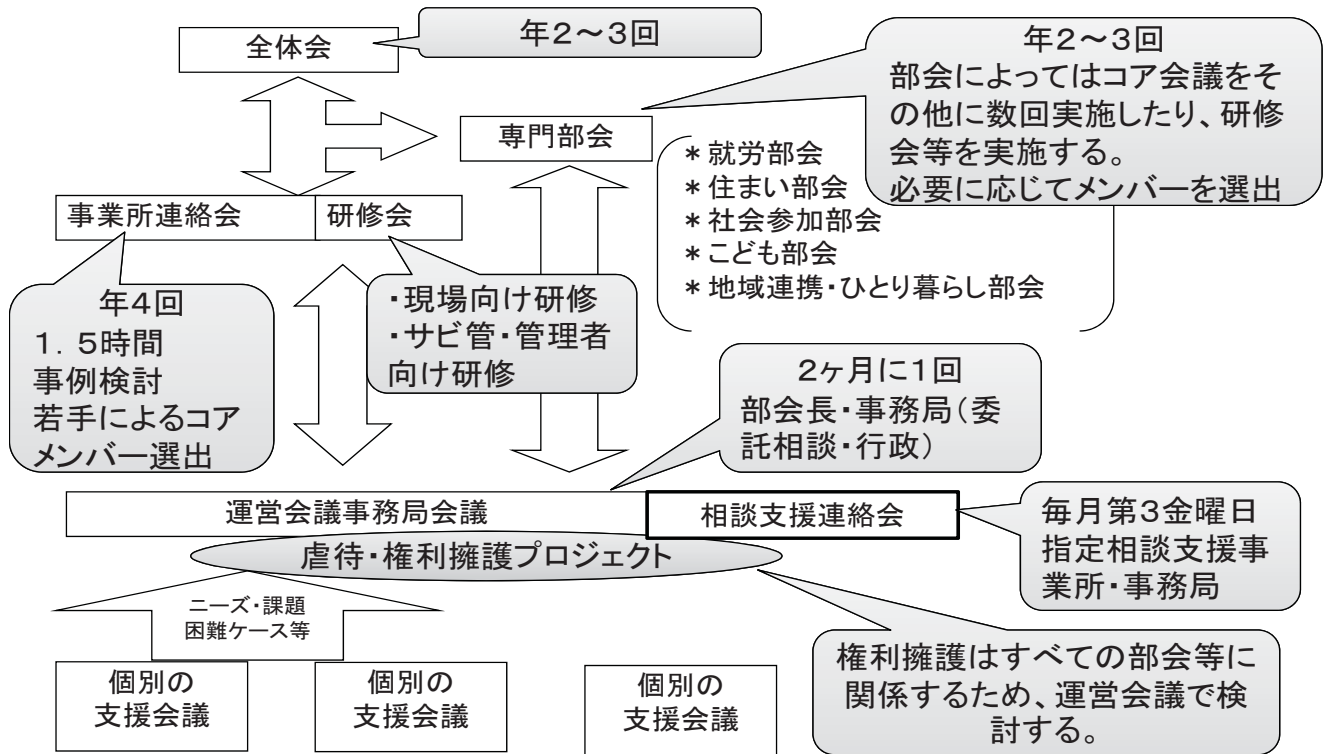 全体会
年２～３回
年２～３回
部会によってはコア会議をそ
の他に数回実施したり、研修
会等を実施する。
必要に応じてメンバーを選出
専門部会
＊就労部会
＊住まい部会
＊社会参加部会
＊こども部会
＊地域連携・ひとり暮らし部会
事業所連絡会
研修会
年４回
１．５時間
事例検討
若手によるコア
メンバー選出
・現場向け研修
・サビ管・管理者
向け研修
２ヶ月に１回
部会長・事務局（委
託相談・行政）
運営会議事務局会議
相談支援連絡会
毎月第３金曜日
指定相談支援事
業所・事務局
虐待・権利擁護プロジェクト
ニーズ・課題
困難ケース等
権利擁護はすべての部会等に
関係するため、運営会議で検
討する。
個別の
支援会議
個別の
支援会議
個別の
支援会議